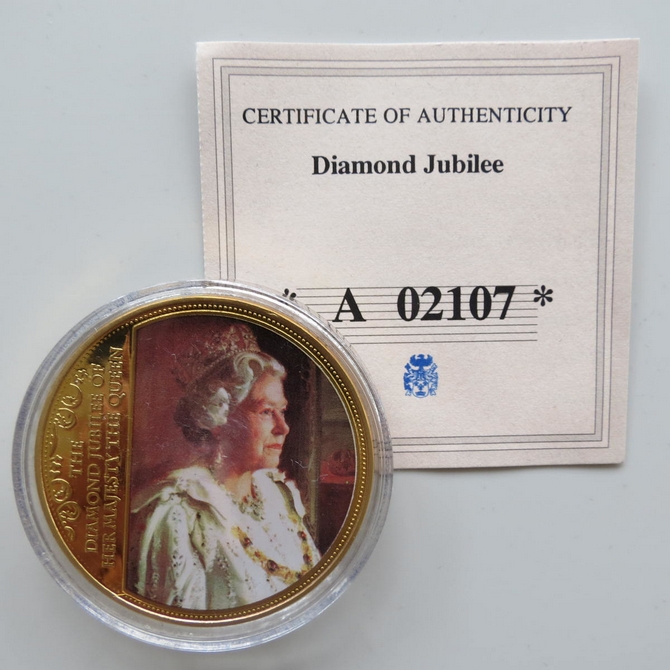 CERTIFICATE OF AUTHENTICITY
Diamond Jubilee
* A 02107 *
THE
DIAMOND JUBILEE OF
HER MAJESTY THE QUEEN